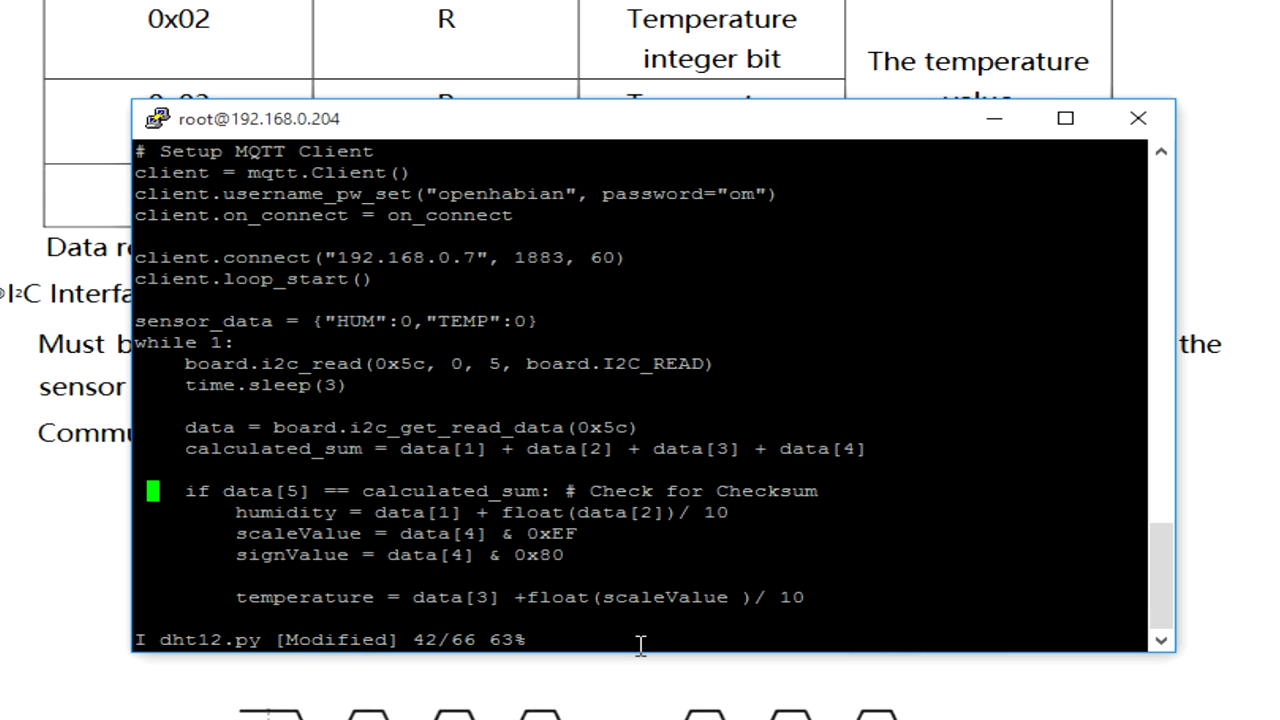 0x02 R Temperature
integer bit The temperature
root@192.168.0.204
# Setup MQTT Client
client = mqtt.Client()
client.username_pw_set("openhabian", password="om")
client.on_connect = on_connect
client.connect("192.168.0.7", 1883, 60)
client.loop_start()
sensor_data = {"HUM":0,"TEMP":0}
while 1:
board.i2c_read(0x5c, 0, 5, board.I2C_READ)
time.sleep(3)
data = board.i2c_get_read_data(0x5c)
calculated_sum = data[1] + data[2] + data[3] + data[4]
if data[5] == calculated_sum: # Check for Checksum
humidity = data[1] + float(data[2])/ 10
scaleValue = data[4] & 0xEF
signValue = data[4] & 0x80
temperature = data[3] +float(scaleValue )/ 10
I dht12.py [Modified] 42/66 63%
Data
I²C
Must the
sensor